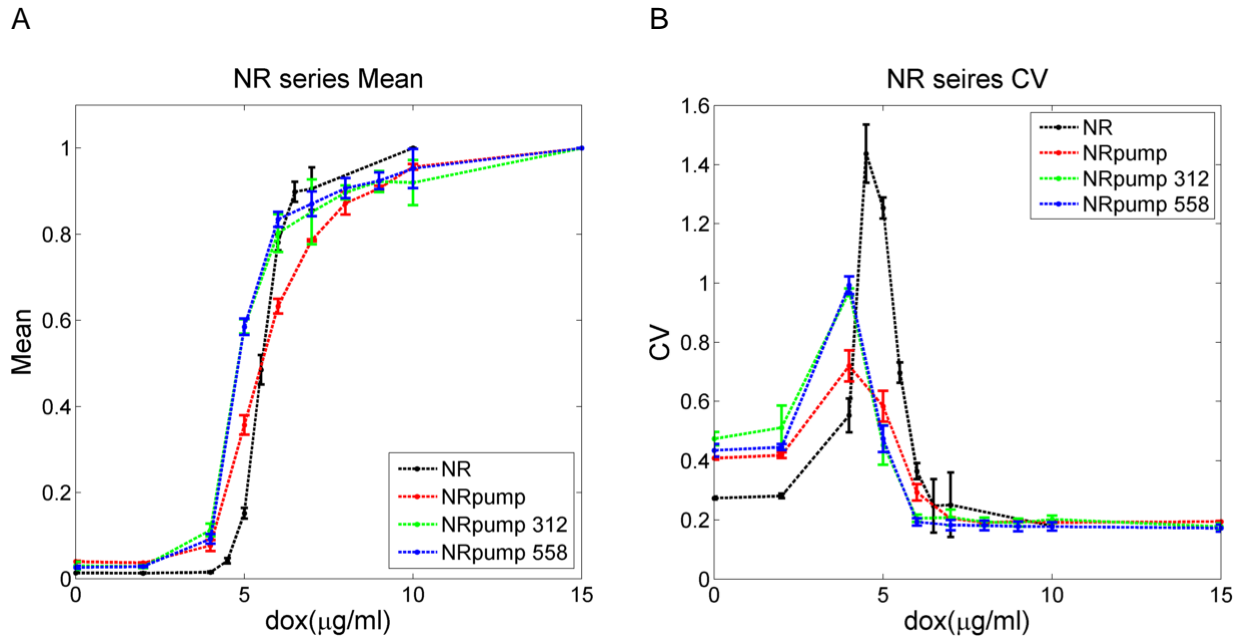 A
B
NR series Mean
NR seires CV
Mean
1
0.8
0.6
0.4
0.2
0
0
5
10
15
dox(μg/ml)
NR
NRpump
NRpump 312
NRpump 558
CV
1.6
1.4
1.2
1
0.8
0.6
0.4
0.2
0
0
5
10
15
dox(μg/ml)
NR
NRpump
NRpump 312
NRpump 558